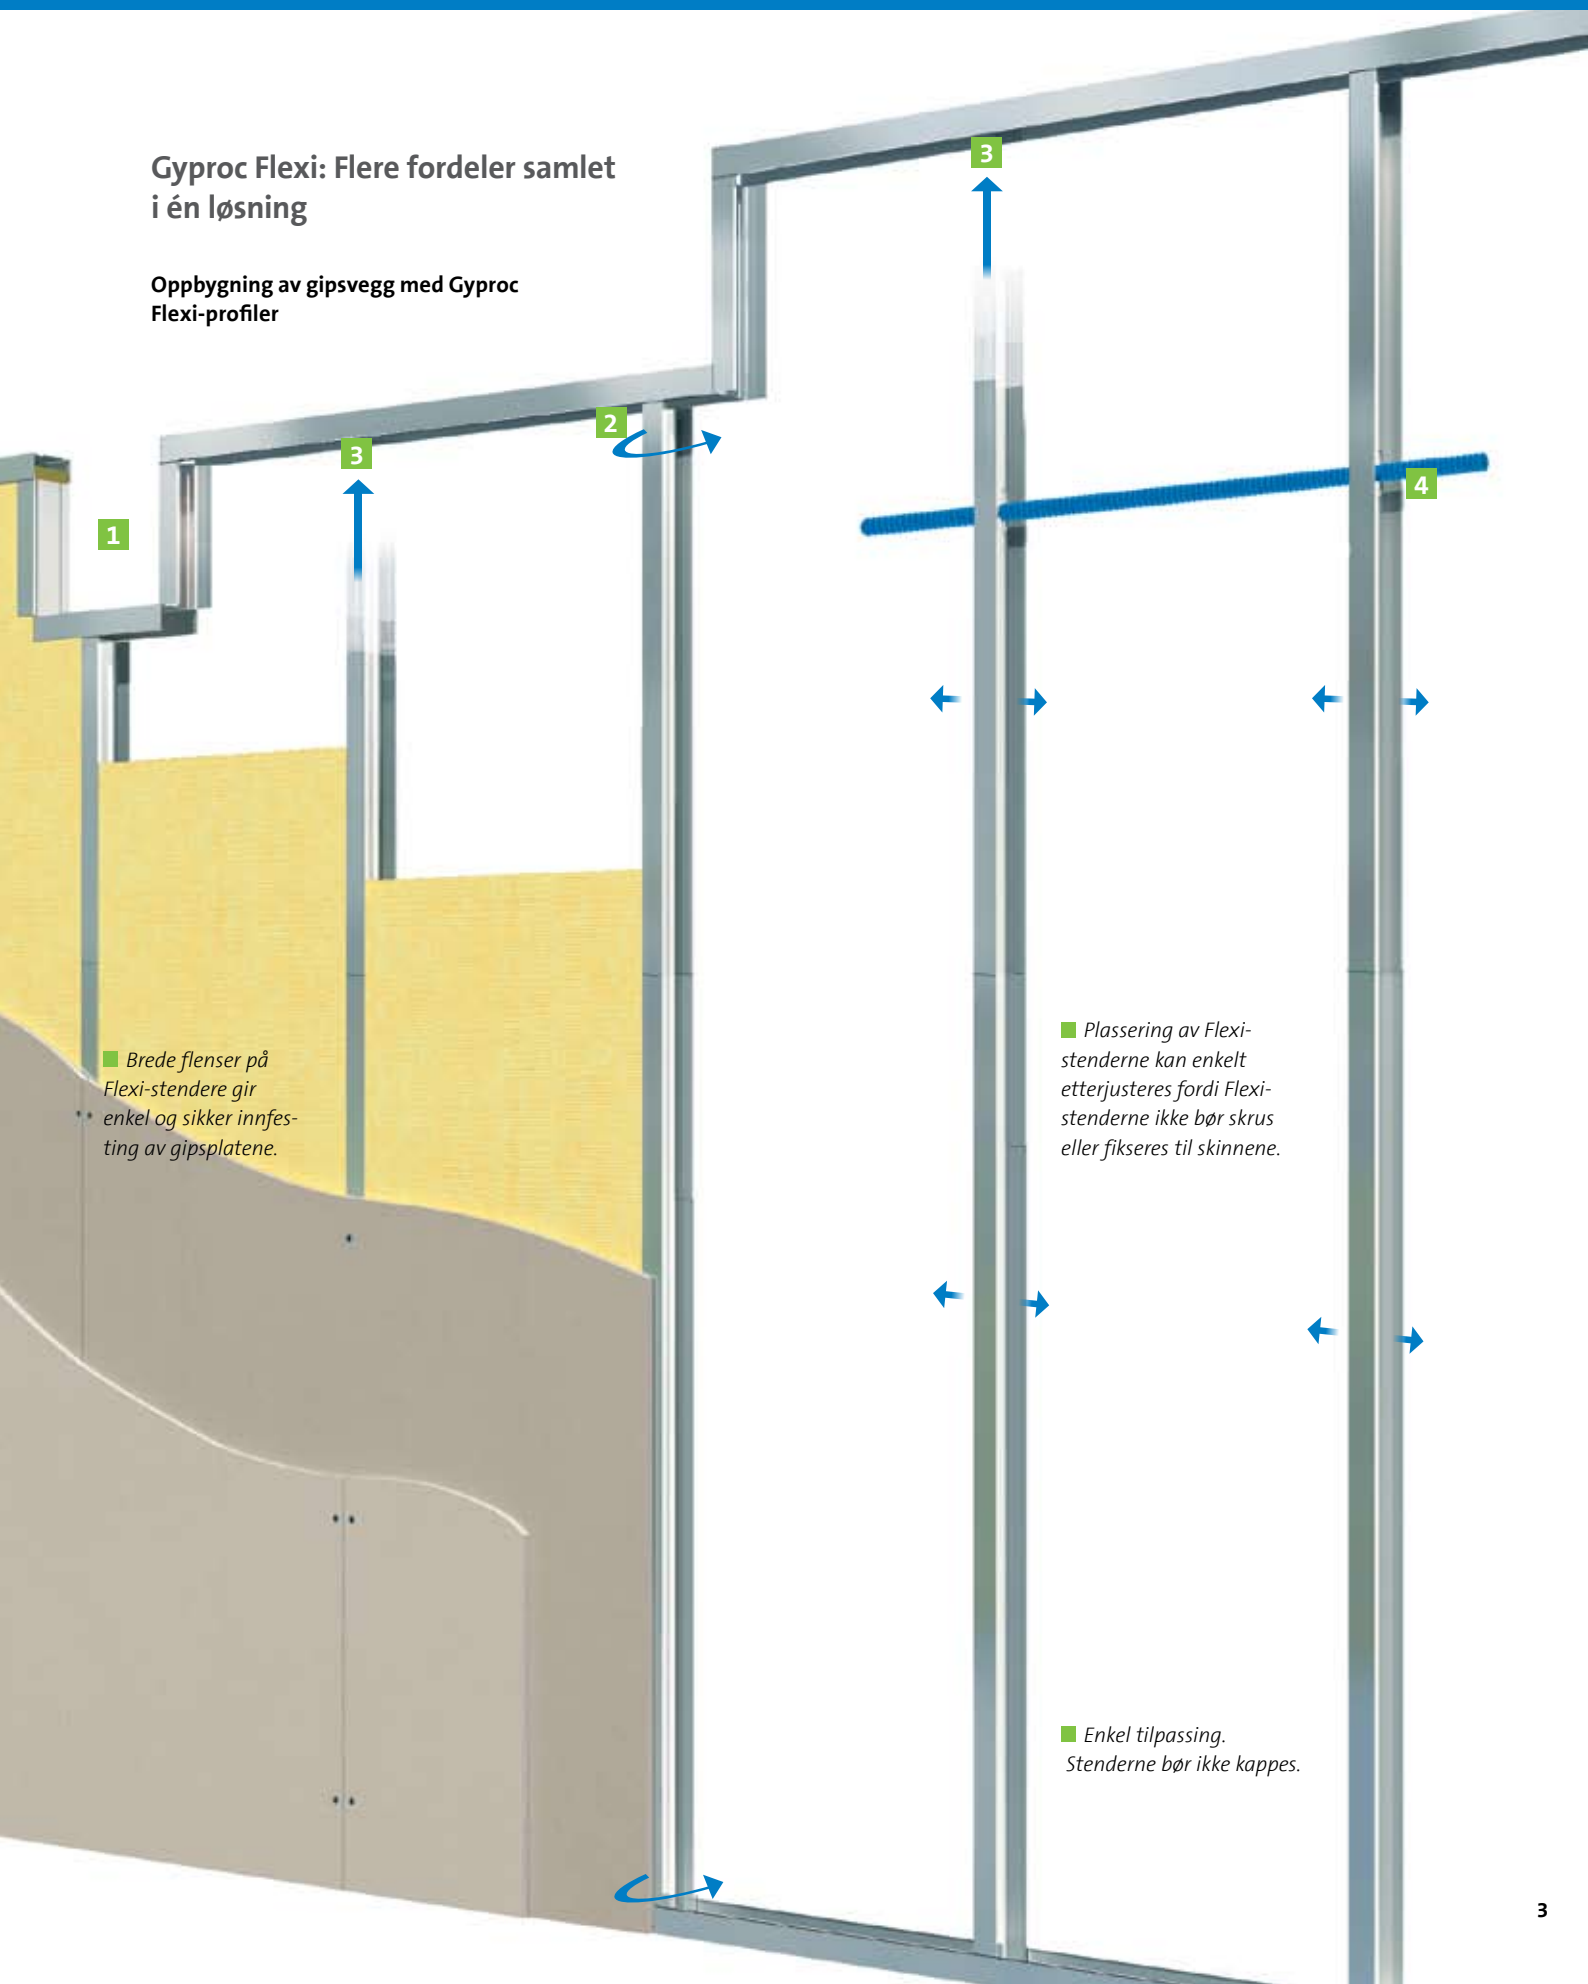 Gyproc Flexi: Flere fordeler samlet
i én løsning
Oppbygning av gipsvegg med Gyproc
Flexi-profiler
3
2
3
4
1
Brede flenser på
Flexi-stendere gir
enkel og sikker innfes-
ting av gipsplatene.
Plassering av Flexi-
stenderne kan enkelt
etterjusteres fordi Flexi-
stenderne ikke bør skrus
eller fikseres til skinnene.
Enkel tilpassing.
Stenderne bør ikke kappes.
3